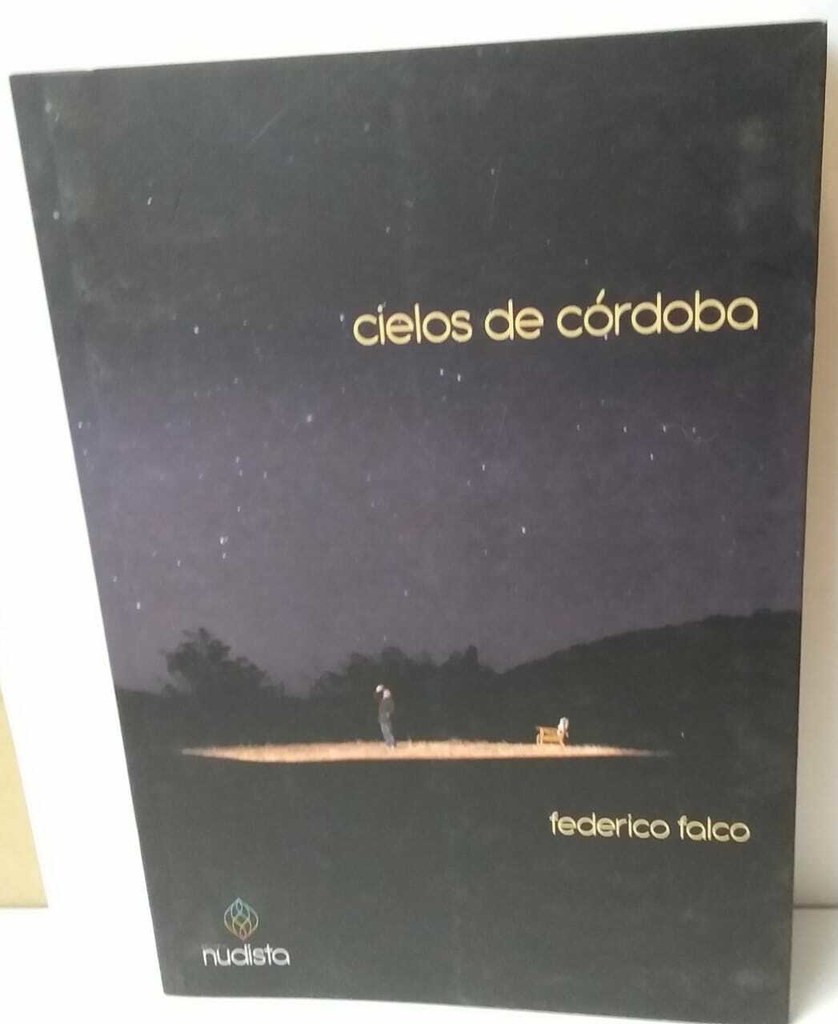 cielos de córdoba
federico falco
nudista